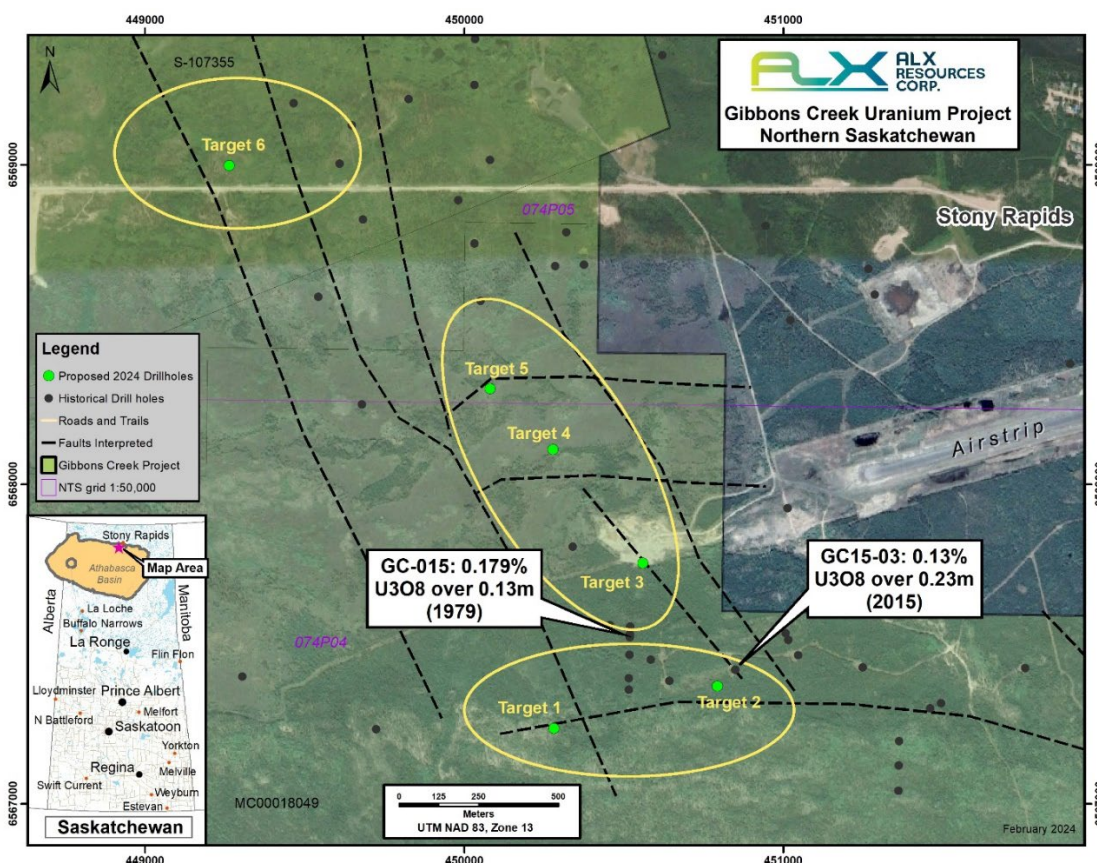 449000
450000
451000
N
S-107355
ALX
ALX
RESOURCES
CORP.
Gibbons Creek Uranium Project
Northern Saskatchewan
Target 6
6569000
074P05
Stony Rapids
Legend
Proposed 2024 Drillholes
Historical Drill holes
Roads and Trails
Faults Interpreted
Gibbons Creek Project
NTS grid 1:50,000
Target 5
Target 4
Airstrip
6568000
6568000
Target 3
GC-015: 0.179%
U3O8 over 0.13m
(1979)
GC15-03: 0.13%
U3O8 over 0.23m
(2015)
074P04
Target 2
Target 1
Stony Rapids
Map Area
Athabasca
Basin
Alberta
Manitoba
La Loche
Buffalo Narrows
La Ronge
Flin Flon
Lloydminster
Prince Albert
N Battleford
Melfort
Saskatoon
Yorkton
Regina
Melville
Swift Current
Weyburn
Estevan
Saskatchewan
MC00018049
0 125 250 500
Meters
UTM NAD 83, Zone 13
6567000
6567000
February 2024
449000
450000
451000